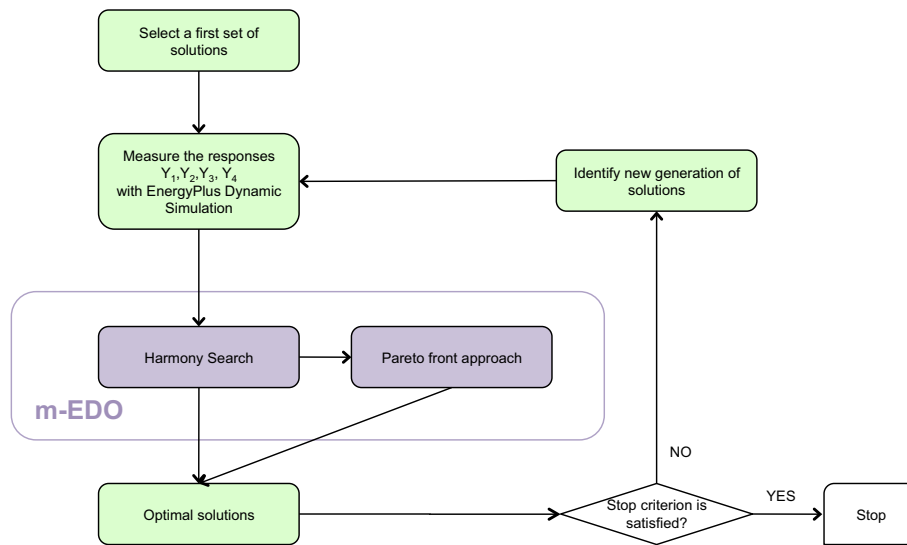 Select a first set of
solutions
Measure the responses
Y₁,Y₂,Y₃, Y₄
with EnergyPlus Dynamic
Simulation
Identify new generation of
solutions
Harmony Search
Pareto front approach
m-EDO
NO
YES
Optimal solutions
Stop criterion is
satisfied?
Stop